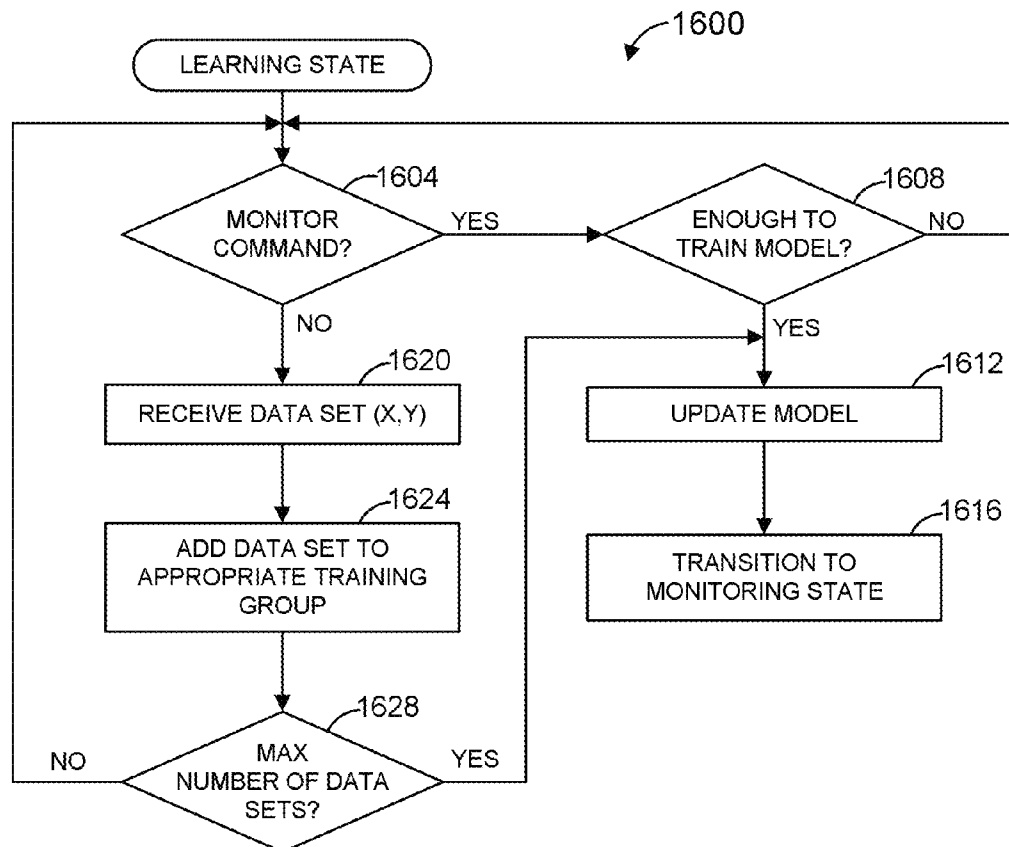 1600
LEARNING STATE
1604
MONITOR
COMMAND?
YES
NO
1608
ENOUGH TO
TRAIN MODEL?
NO
YES
1620
RECEIVE DATA SET (X,Y)
1612
UPDATE MODEL
1624
ADD DATA SET TO
APPROPRIATE TRAINING
GROUP
1616
TRANSITION TO
MONITORING STATE
1628
MAX
NUMBER OF DATA
SETS?
NO
YES